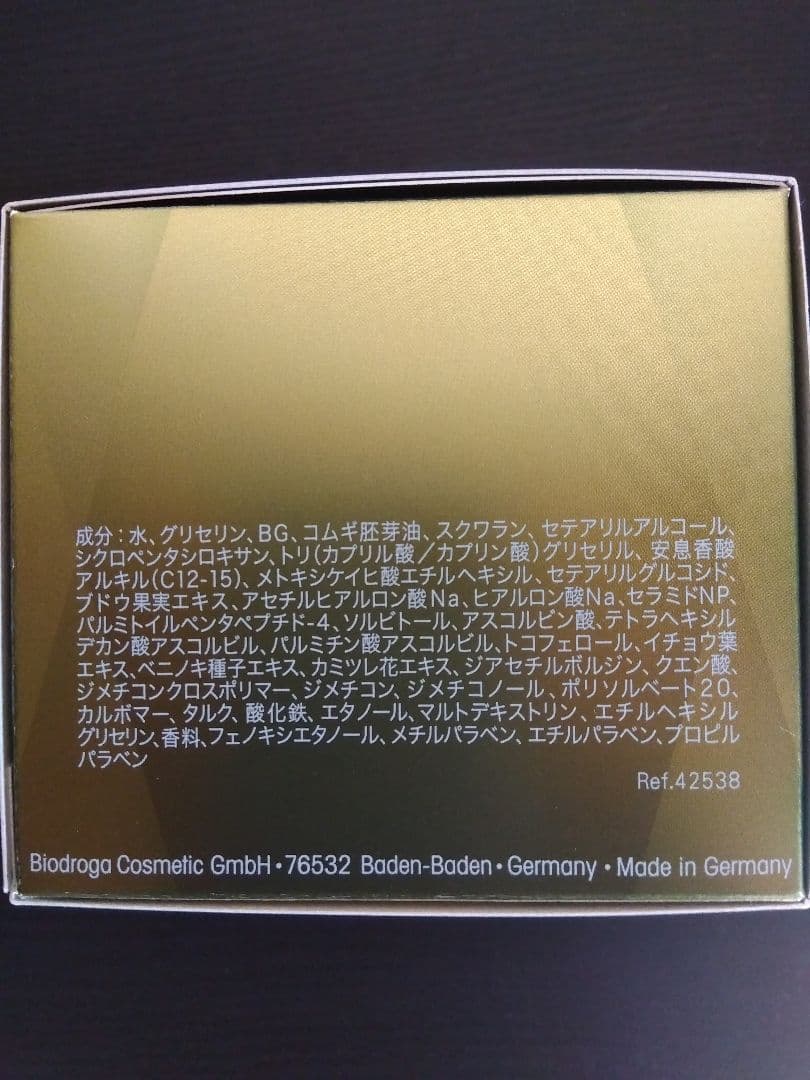 成分：水、グリセリン、BG、コムギ胚芽油、スクワラン、セテアリルアルコール、
シクロペンタシロキサン、トリ(カプリル酸／カプリン酸)グリセリル、安息香酸
アルキル(C12-15)、メトキシケイヒ酸エチルヘキシル、セテアリルグルコシド、
ブドウ果実エキス、アセチルヒアルロン酸Na、ヒアルロン酸Na、セラミドNP、
パルミトイルペンタペプチド-4、ソルビトール、アスコルビン酸、テトラヘキシル
デカン酸アスコルビル、パルミチン酸アスコルビル、トコフェロール、イチョウ葉
エキス、ベニノキ種子エキス、カミツレ花エキス、ジアセチルボルジン、クエン酸、
ジメチコンクロスポリマー、ジメチコン、ジメチコノール、ポリソルベート20、
カルボマー、タルク、酸化鉄、エタノール、マルトデキストリン、エチルヘキシル
グリセリン、香料、フェノキシエタノール、メチルパラベン、エチルパラベン、プロピル
パラベン
Ref.42538
Biodroga Cosmetic GmbH・76532 Baden-Baden・Germany・Made in Germany